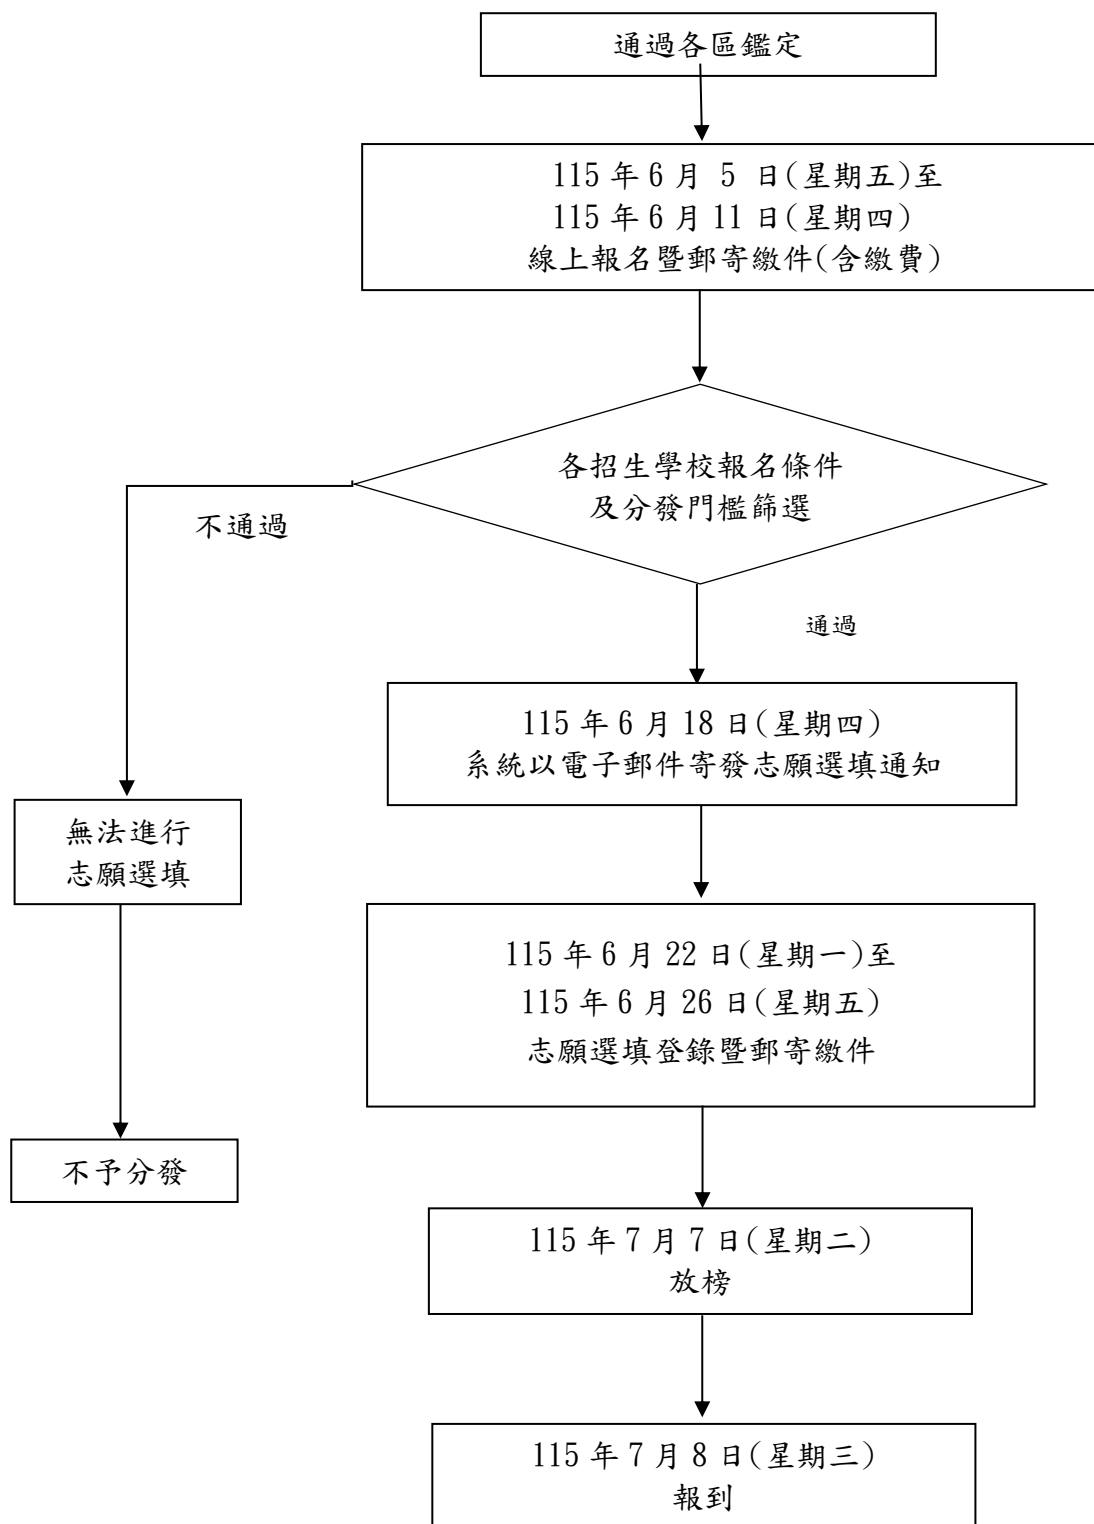 通過各區鑑定
115 年 6 月 5 日(星期五)至
115 年 6 月 11 日(星期四)
線上報名暨郵寄繳件(含繳費)
各招生學校報名條件
及分發門檻篩選
不通過
通過
115 年 6 月 18 日(星期四)
系統以電子郵件寄發志願選填通知
無法進行
志願選填
115 年 6 月 22 日(星期一)至
115 年 6 月 26 日(星期五)
志願選填登錄暨郵寄繳件
不予分發
115 年 7 月 7 日(星期二)
放榜
115 年 7 月 8 日(星期三)
報到